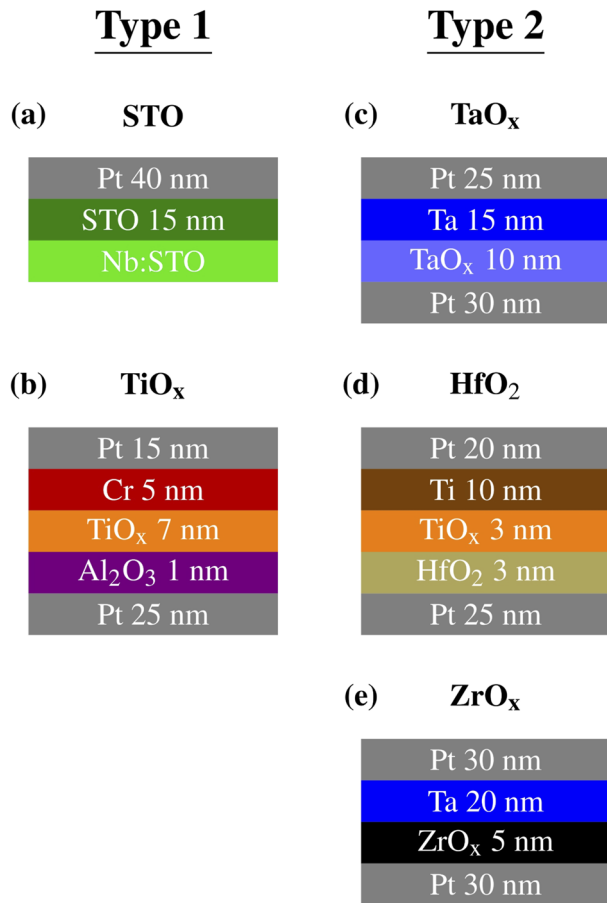 Type 1
(a) STO
Pt 40 nm
STO 15 nm
Nb:STO
(b) TiOₓ
Pt 15 nm
Cr 5 nm
TiOₓ 7 nm
Al₂O₃ 1 nm
Pt 25 nm
Type 2
(c) TaOₓ
Pt 25 nm
Ta 15 nm
TaOₓ 10 nm
Pt 30 nm
(d) HfO₂
Pt 20 nm
Ti 10 nm
TiOₓ 3 nm
HfO₂ 3 nm
Pt 25 nm
(e) ZrOₓ
Pt 30 nm
Ta 20 nm
ZrOₓ 5 nm
Pt 30 nm